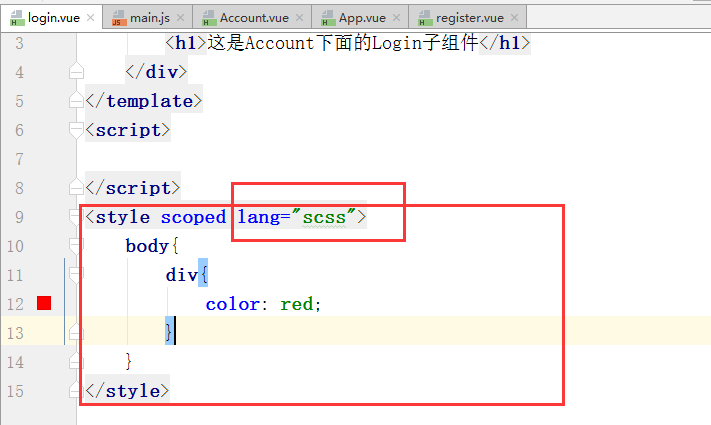 login.vue × main.js × Account.vue × App.vue × register.vue ×
3 <h1>这是Account下面的Login子组件</h1>
4 </div>
5 </template>
6 <script>
7
8 </script>
9 <style scoped lang="scss">
10 body{
11 div{
12 color: red;
13 }
14 }
15 </style>